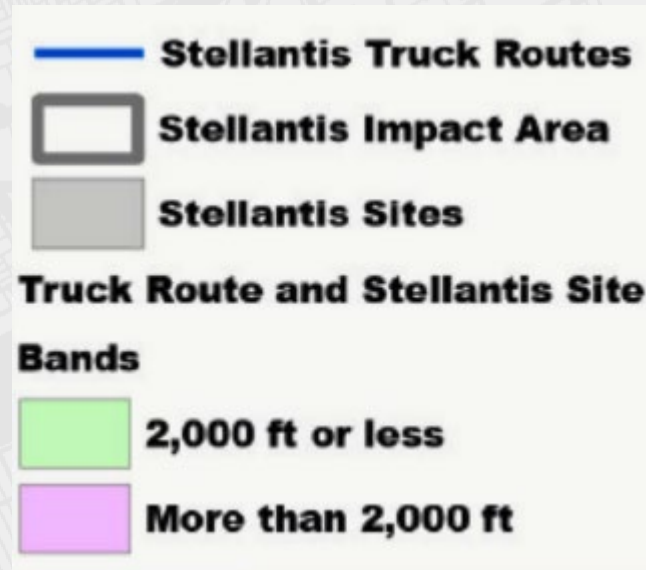 Stellantis Truck Routes
Stellantis Impact Area
Stellantis Sites
Truck Route and Stellantis Site
Bands
2,000 ft or less
More than 2,000 ft